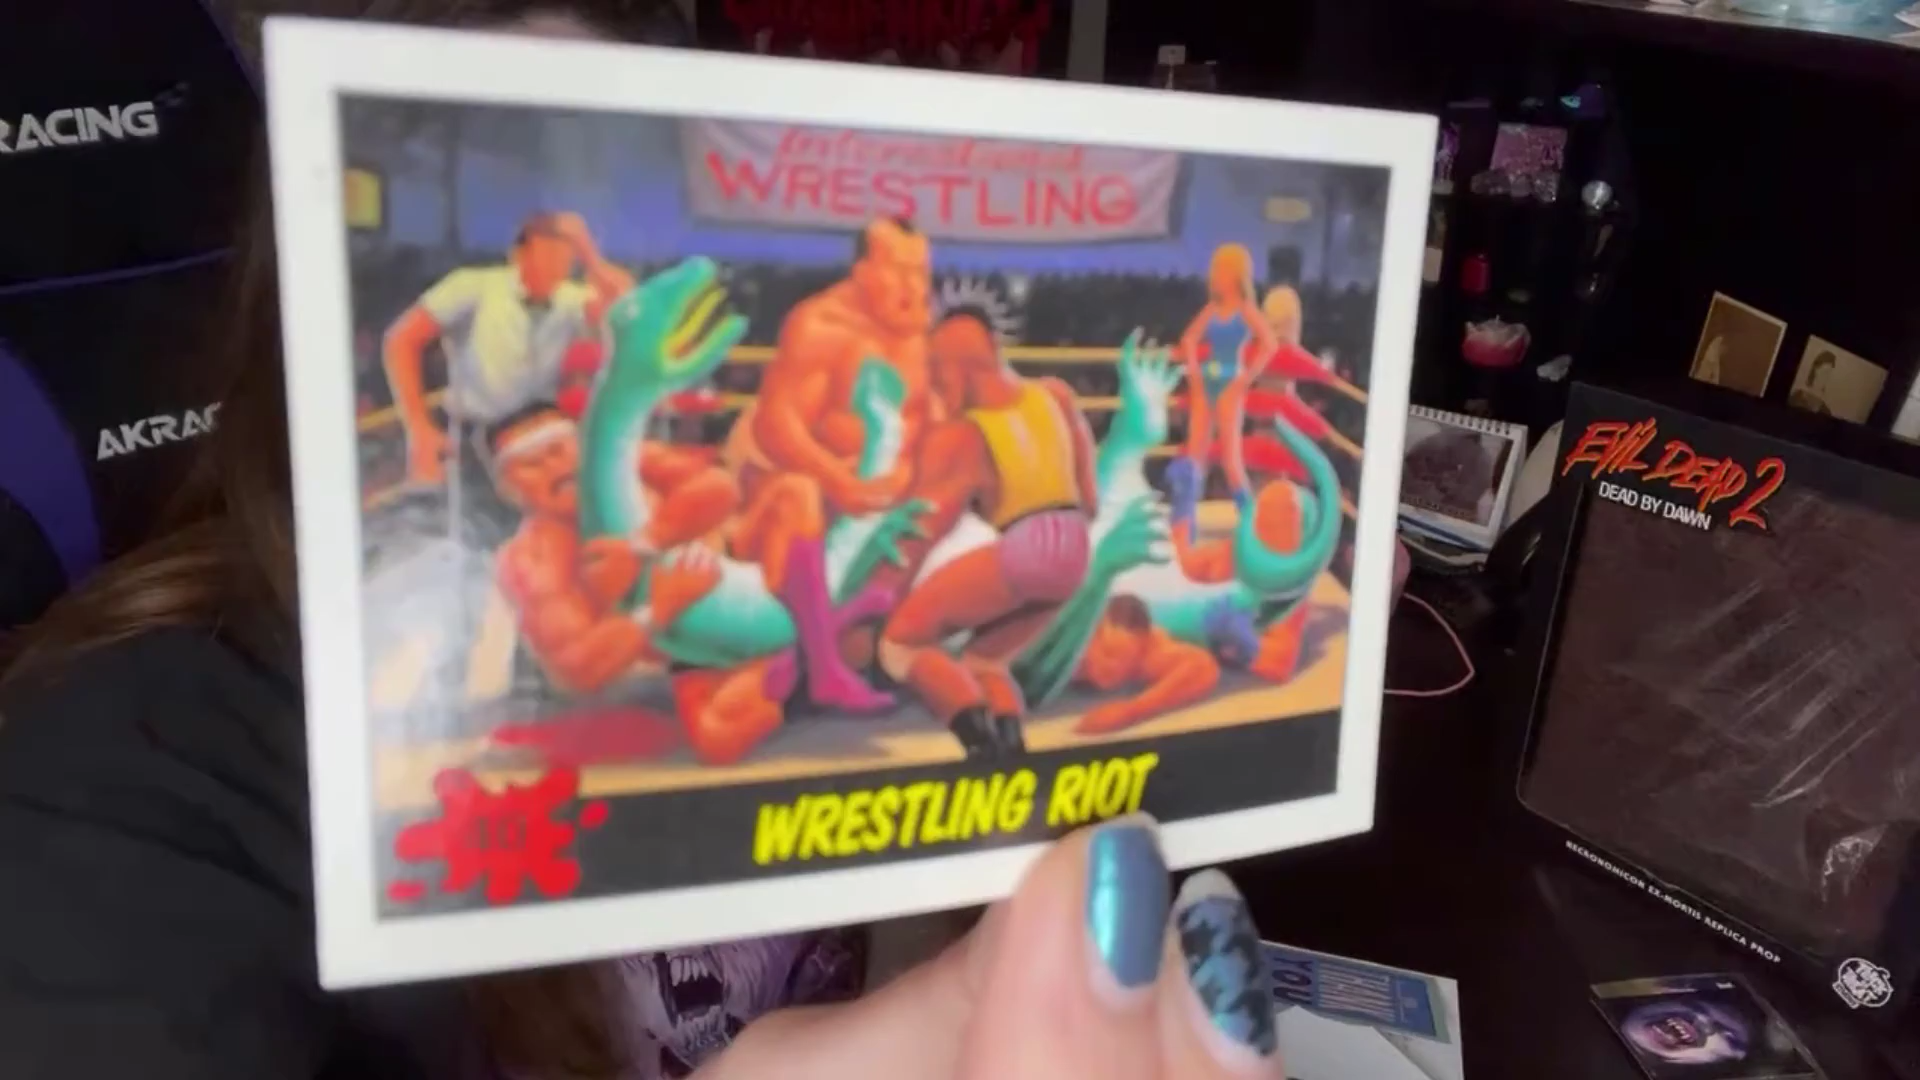 RACING
AKRAC
International
WRESTLING
WRESTLING RIOT
EVIL DEAD 2
DEAD BY DAWN
NECRONOMICON EX-MORTIS REPLICA PROP